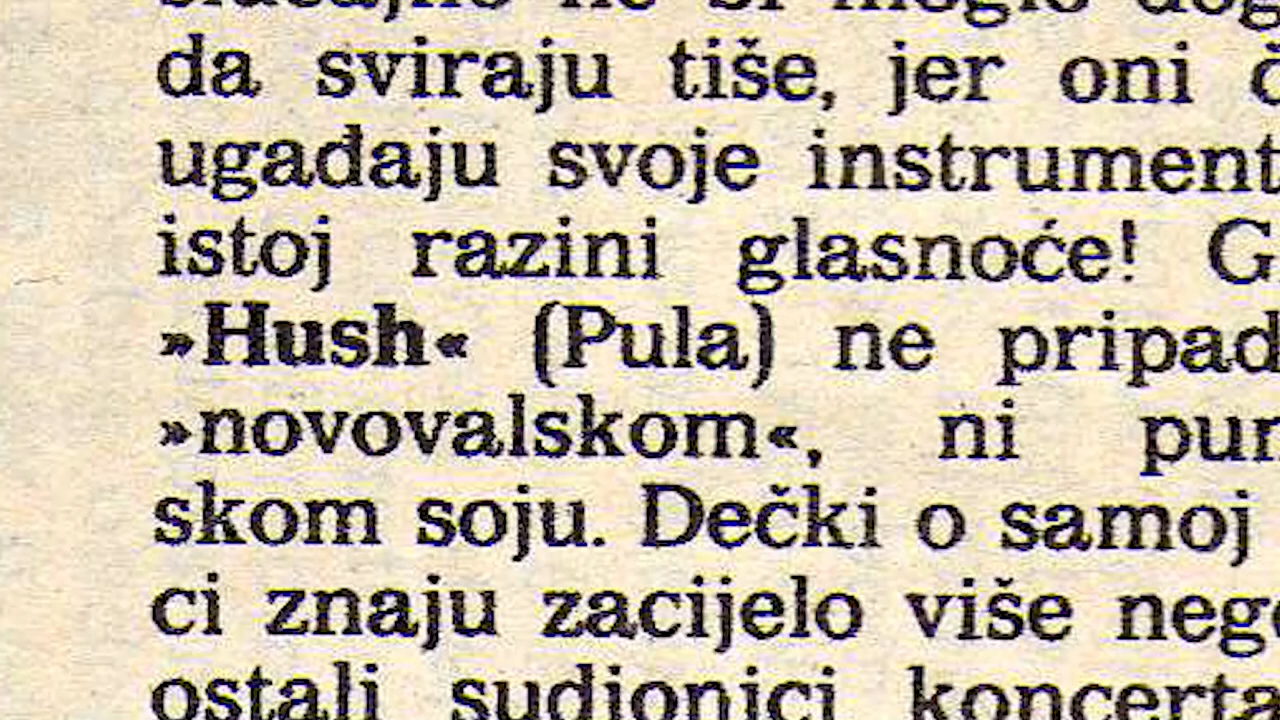 da sviraju tiše, jer oni
ugađaju svoje instrument
istoj razini glasnoće! G
»Hush« (Pula) ne pripad
»novovalskom«, ni pun
skom soju. Dečki o samoj
ci znaju zacijelo više nego
ostali sudionici koncerta